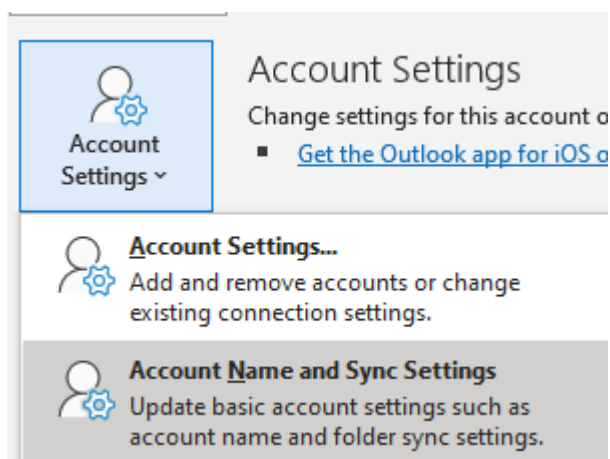 Account Settings
Change settings for this account o
Get the Outlook app for iOS o
Account
Settings
Account Settings...
Add and remove accounts or change
existing connection settings.
Account Name and Sync Settings
Update basic account settings such as
account name and folder sync settings.